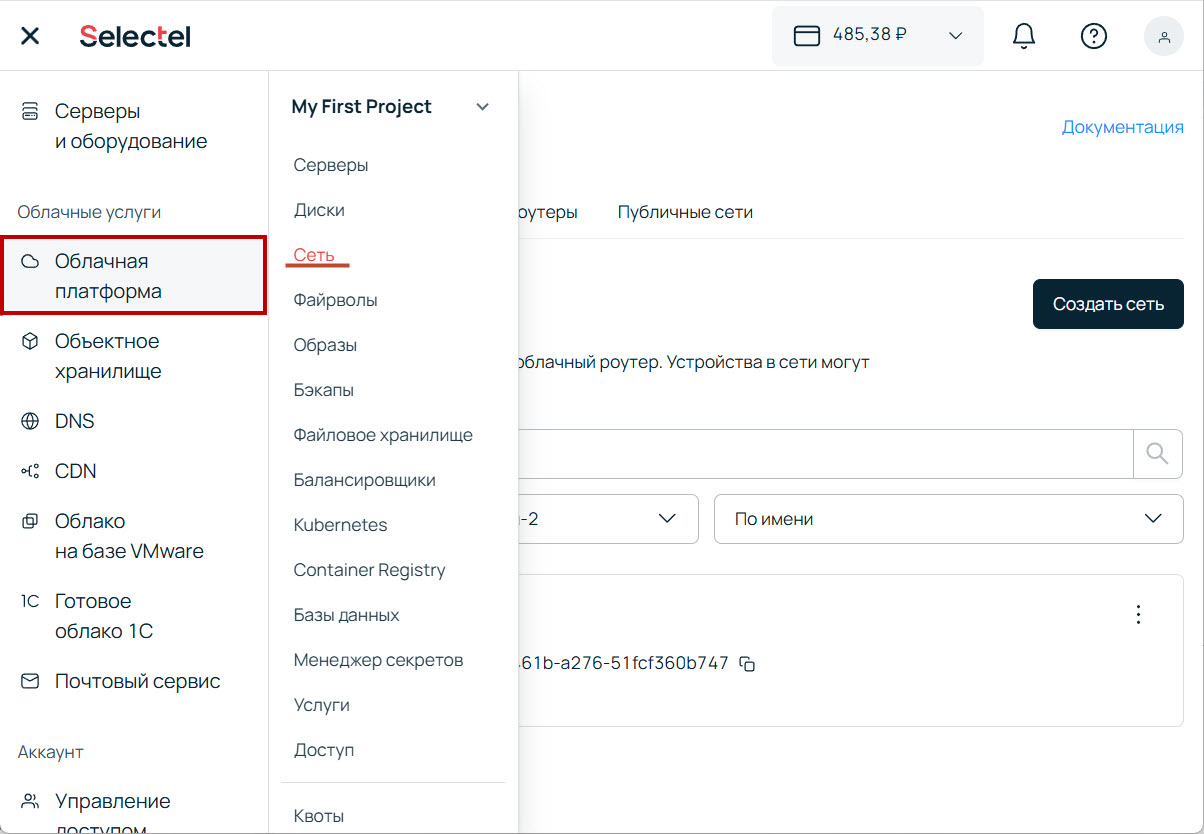 Selectel
485,38 ₽
Серверы
и оборудование
Облачные услуги
Облачная
платформа
Объектное
хранилище
DNS
CDN
Облако
на базе VMware
1C Готовое
облако 1С
Почтовый сервис
Аккаунт
Управление
доступом
My First Project
Серверы
Диски
Сеть
Файрволы
Образы
Бэкапы
Файловое хранилище
Балансировщики
Kubernetes
Container Registry
Базы данных
Менеджер секретов
Услуги
Доступ
Квоты
Документация
оутеры
Публичные сети
Создать сеть
облачный роутер. Устройства в сети могут
-2
По имени
61b-a276-51fcf360b747